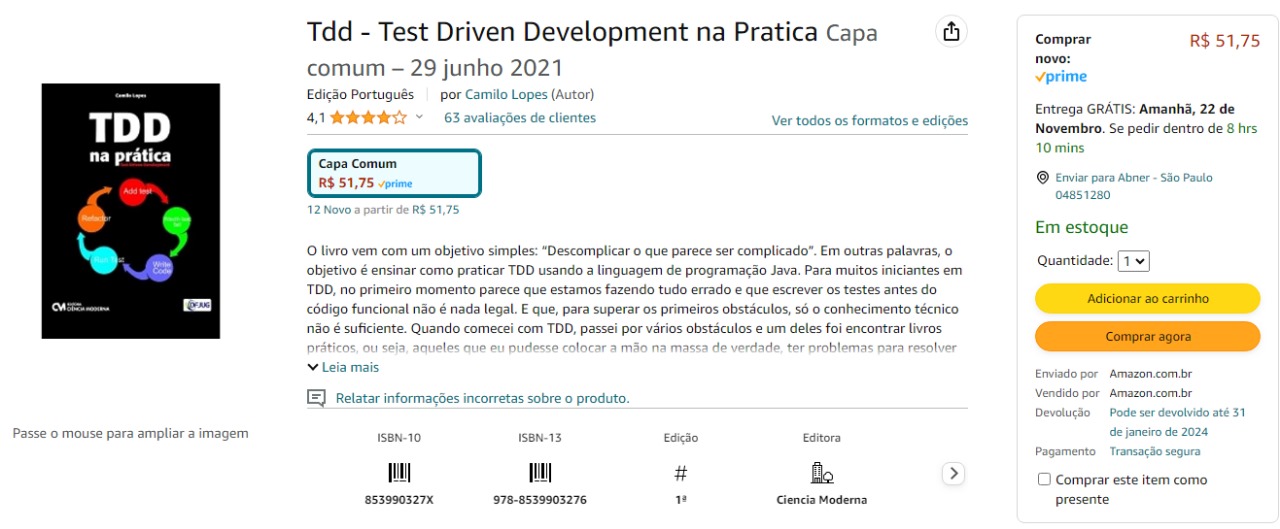 Camilo Lopes
TDD
na prática
Add test
Write
Code
Run Test
Refactor
EDITORA
CIÊNCIA MODERNA
DFJUG
Passe o mouse para ampliar a imagem
Tdd - Test Driven Development na Pratica Capa
comum – 29 junho 2021
Edição Português | por Camilo Lopes (Autor)
4,1 63 avaliações de clientes
Ver todos os formatos e edições
Capa Comum
R$ 51,75 prime
12 Novo a partir de R$ 51,75
O livro vem com um objetivo simples: “Descomplicar o que parece ser complicado”. Em outras palavras, o
objetivo é ensinar como praticar TDD usando a linguagem de programação Java. Para muitos iniciantes em
TDD, no primeiro momento parece que estamos fazendo tudo errado e que escrever os testes antes do
código funcional não é nada legal. E que, para superar os primeiros obstáculos, só o conhecimento técnico
não é suficiente. Quando comecei com TDD, passei por vários obstáculos e um deles foi encontrar livros
práticos, ou seja, aqueles que eu pudesse colocar a mão na massa de verdade, ter problemas para resolver
Leia mais
Relatar informações incorretas sobre o produto.
ISBN-10 ISBN-13 Edição Editora
#
853990327X 978-8539903276 1ª Ciencia Moderna
Comprar R$ 51,75
novo:
prime
Entrega GRÁTIS: Amanhã, 22 de
Novembro. Se pedir dentro de 8 hrs
10 mins
Enviar para Abner - São Paulo
04851280
Em estoque
Quantidade: 1
Adicionar ao carrinho
Comprar agora
Enviado por Amazon.com.br
Vendido por Amazon.com.br
Devolução Pode ser devolvido até 31
de janeiro de 2024
Pagamento Transação segura
Comprar este item como
presente